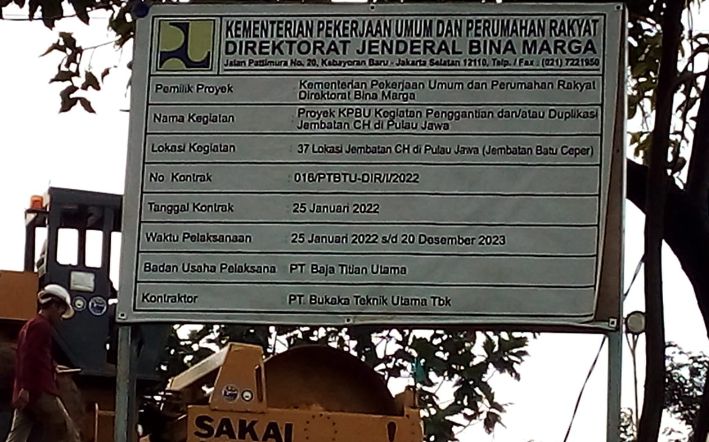 KEMENTERIAN PEKERJAAN UMUM DAN PERUMAHAN RAKYAT
DIREKTORAT JENDERAL BINA MARGA
Jalan Pattimura No. 20, Kebayoran Baru - Jakarta Selatan 12110, Telp. / Fax : (021) 7221950
Pemilik Proyek : Kementerian Pekerjaan Umum dan Perumahan Rakyat
Direktorat Bina Marga
Nama Kegiatan : Proyek KPBU Kegiatan Penggantian dan/atau Duplikasi
Jembatan CH di Pulau Jawa
Lokasi Kegiatan : 37 Lokasi Jembatan CH di Pulau Jawa (Jembatan Batu Ceper)
No. Kontrak : 016/PTBTU-DIR/I/2022
Tanggal Kontrak : 25 Januari 2022
Waktu Pelaksanaan : 25 Januari 2022 s/d 20 Desember 2023
Badan Usaha Pelaksana : PT. Baja Titian Utama
Kontraktor : PT. Bukaka Teknik Utama Tbk
SAKAI